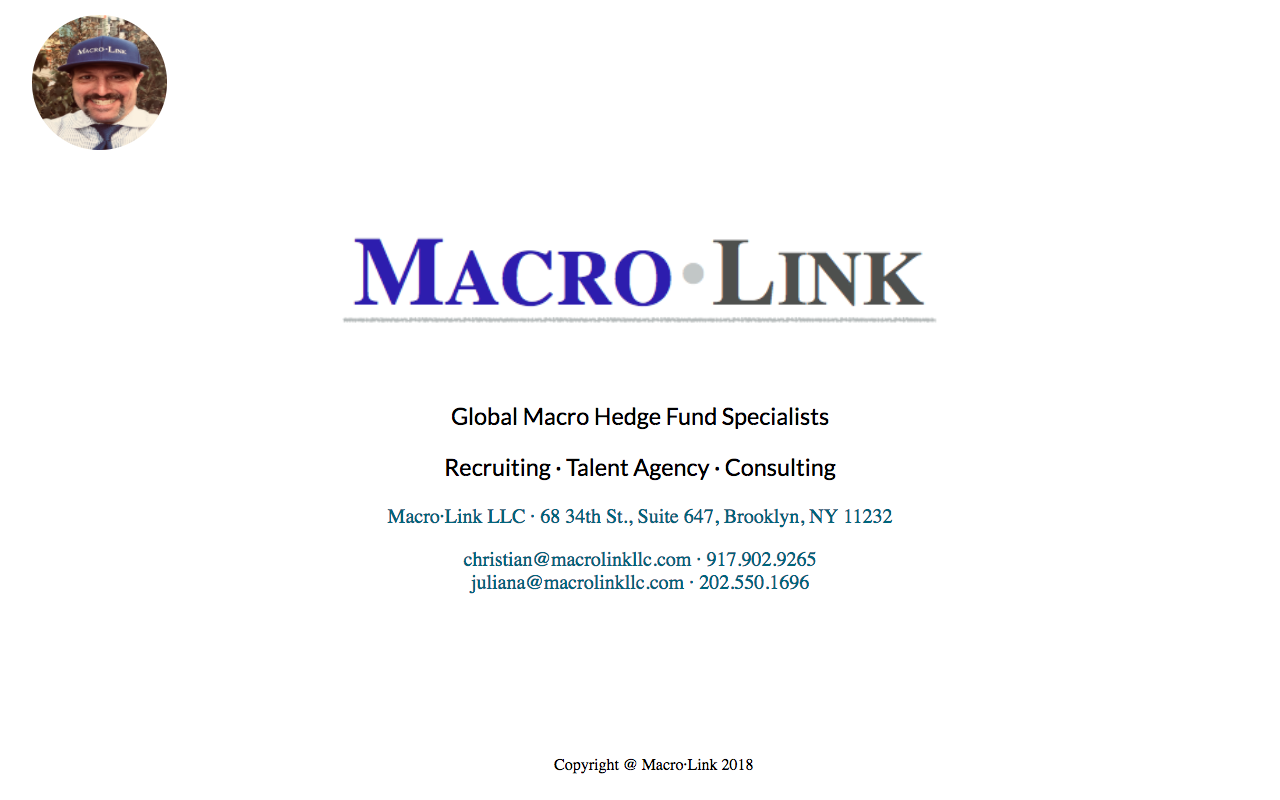 MACRO·LINK
MACRO·LINK
Global Macro Hedge Fund Specialists
Recruiting · Talent Agency · Consulting
Macro·Link LLC · 68 34th St., Suite 647, Brooklyn, NY 11232
christian@macrolinkllc.com · 917.902.9265
juliana@macrolinkllc.com · 202.550.1696
Copyright @ Macro·Link 2018